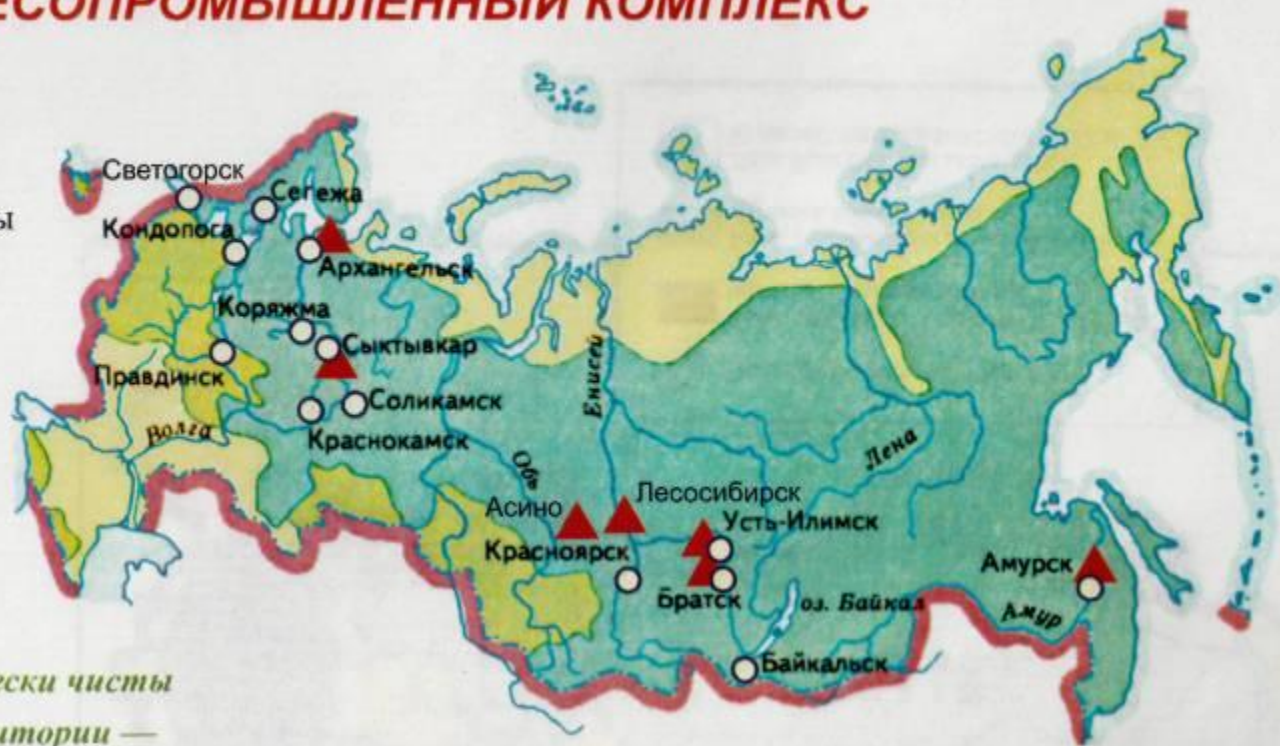 ЕСОПРОМЫШЛЕННЫЙ КОМПЛЕКС
Светогорск
Сегежа
ы
Кондопога
Архангельск
Коряжма
Сыктывкар
Правдинск
Соликамск
Волга
Краснокамск
Енисей
Обь
Лена
Асино
Лесосибирск
Усть-Илимск
Красноярск
Амурск
Братск
оз. Байкал
Амур
Байкальск
ески чисты
итории —